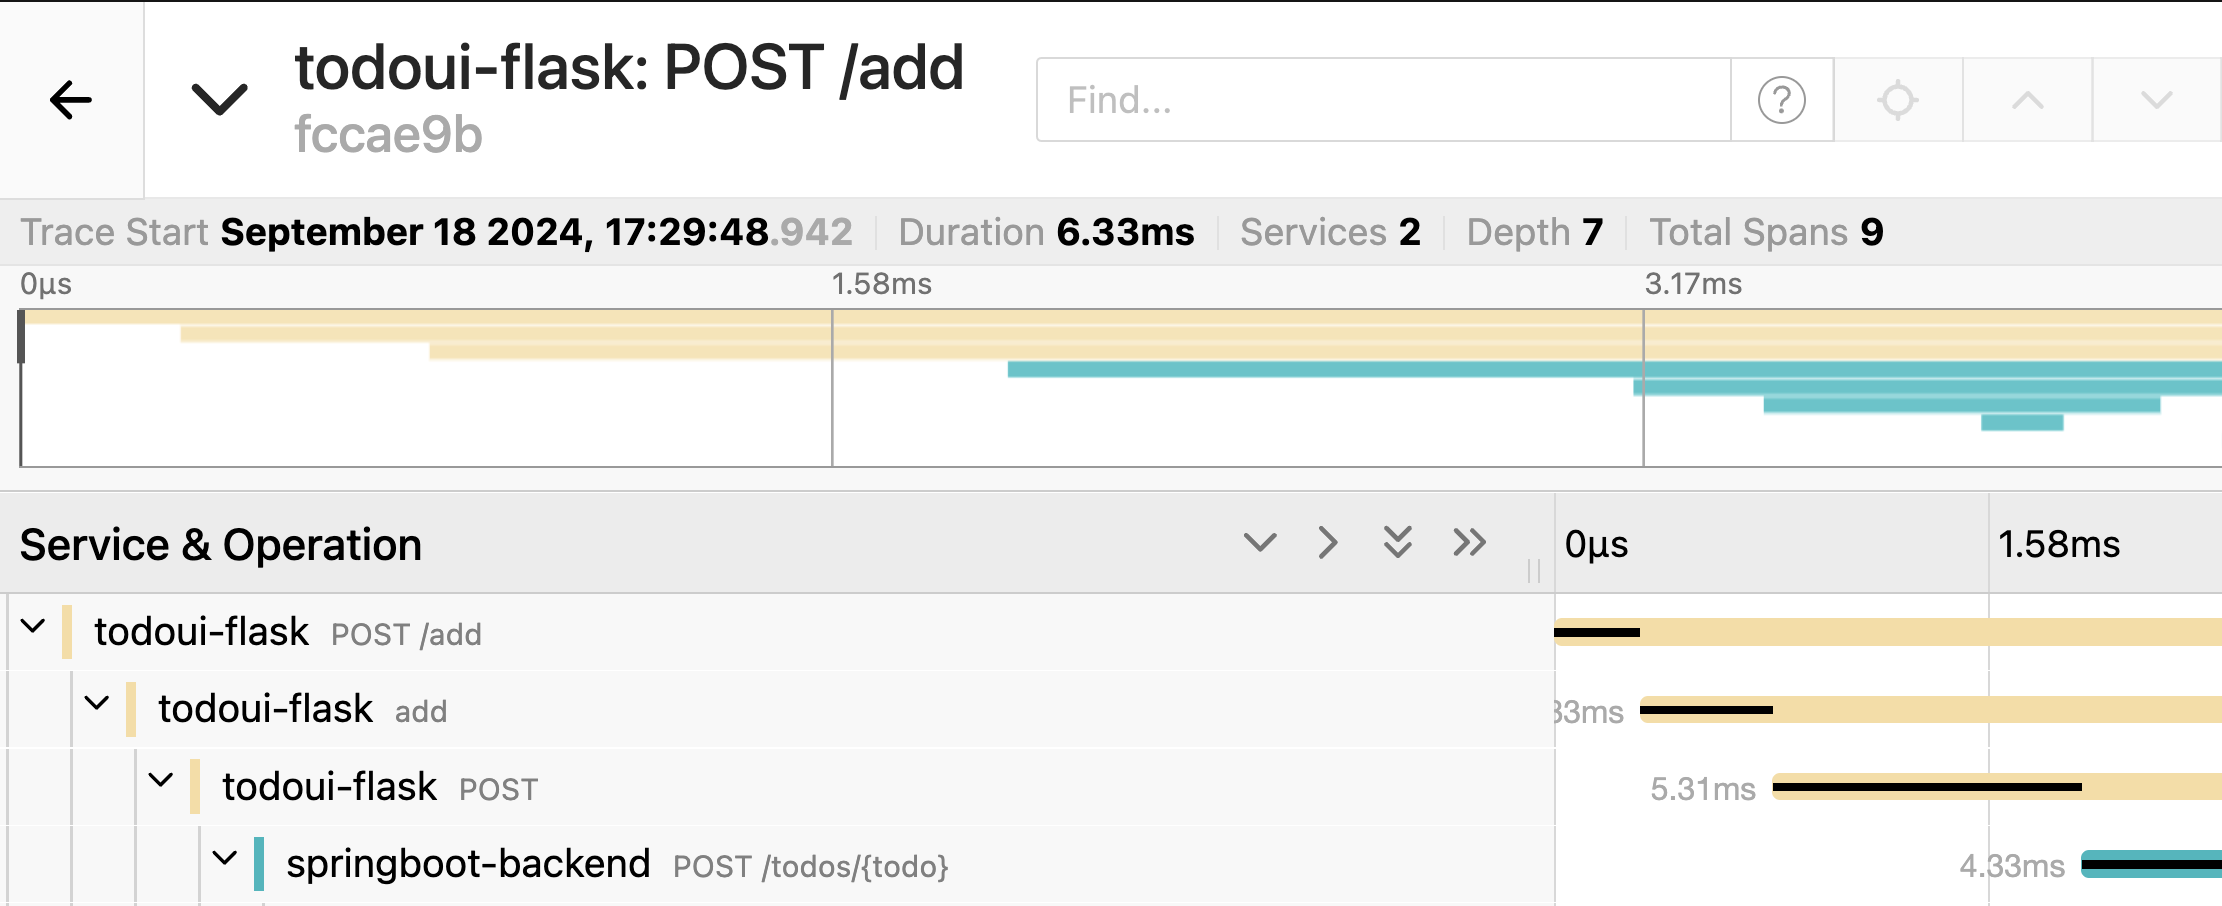 todoui-flask: POST /add
fccae9b
Find...
Trace Start September 18 2024, 17:29:48.942 Duration 6.33ms Services 2 Depth 7 Total Spans 9
0μs 1.58ms 3.17ms
Service & Operation 0μs 1.58ms
todoui-flask POST /add
todoui-flask add 33ms
todoui-flask POST 5.31ms
springboot-backend POST /todos/{todo} 4.33ms